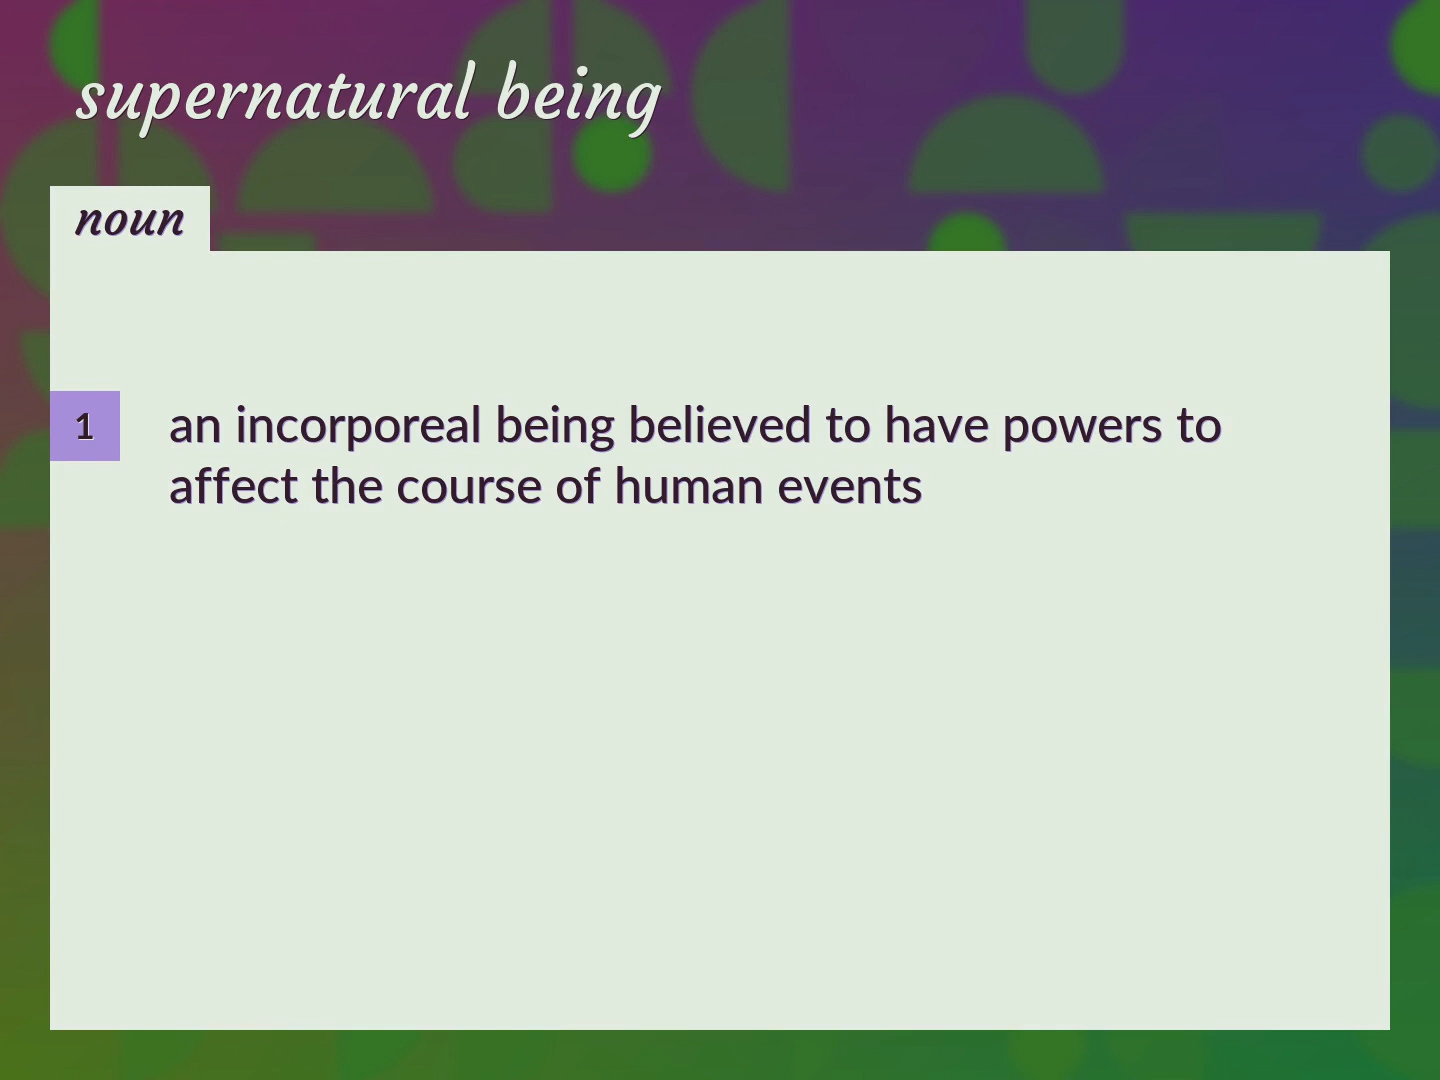 supernatural being
noun
1
an incorporeal being believed to have powers to
affect the course of human events